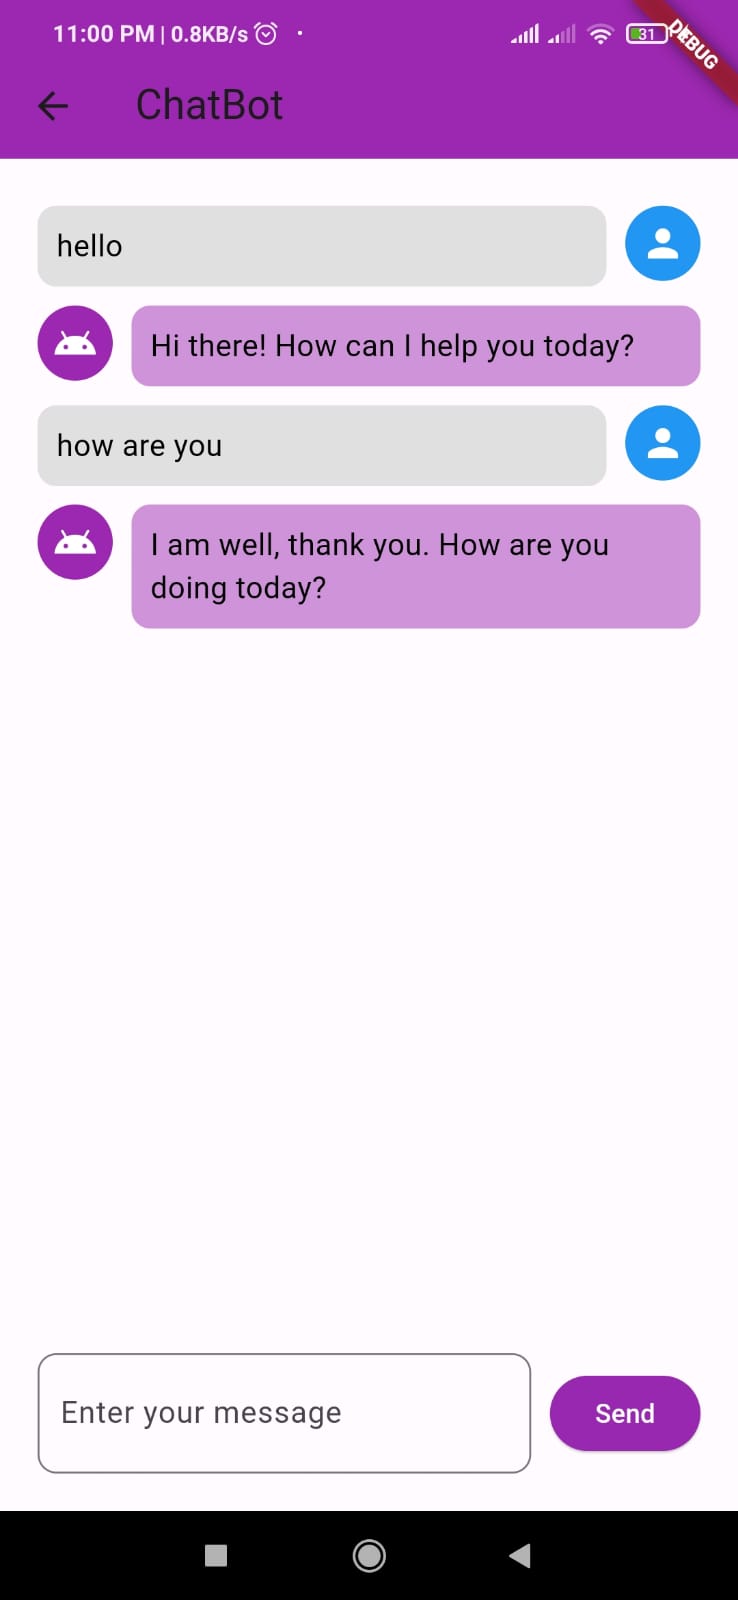 11:00 PM | 0.8KB/s
31
DEBUG
ChatBot
hello
Hi there! How can I help you today?
how are you
I am well, thank you. How are you
doing today?
Enter your message
Send